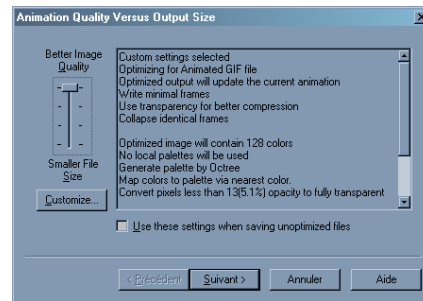 Animation Quality Versus Output Size
Better Image
Quality
Smaller File
Size
Customize...
Custom settings selected
Optimizing for Animated GIF file
Optimized output will update the current animation
Write minimal frames
Use transparency for better compression
Collapse identical frames
Optimized image will contain 128 colors
No local palettes will be used
Generate palette by Octree
Map colors to palette via nearest color.
Convert pixels less than 13(5.1%) opacity to fully transparent
Use these settings when saving unoptimized files
< Précédent
Suivant >
Annuler
Aide